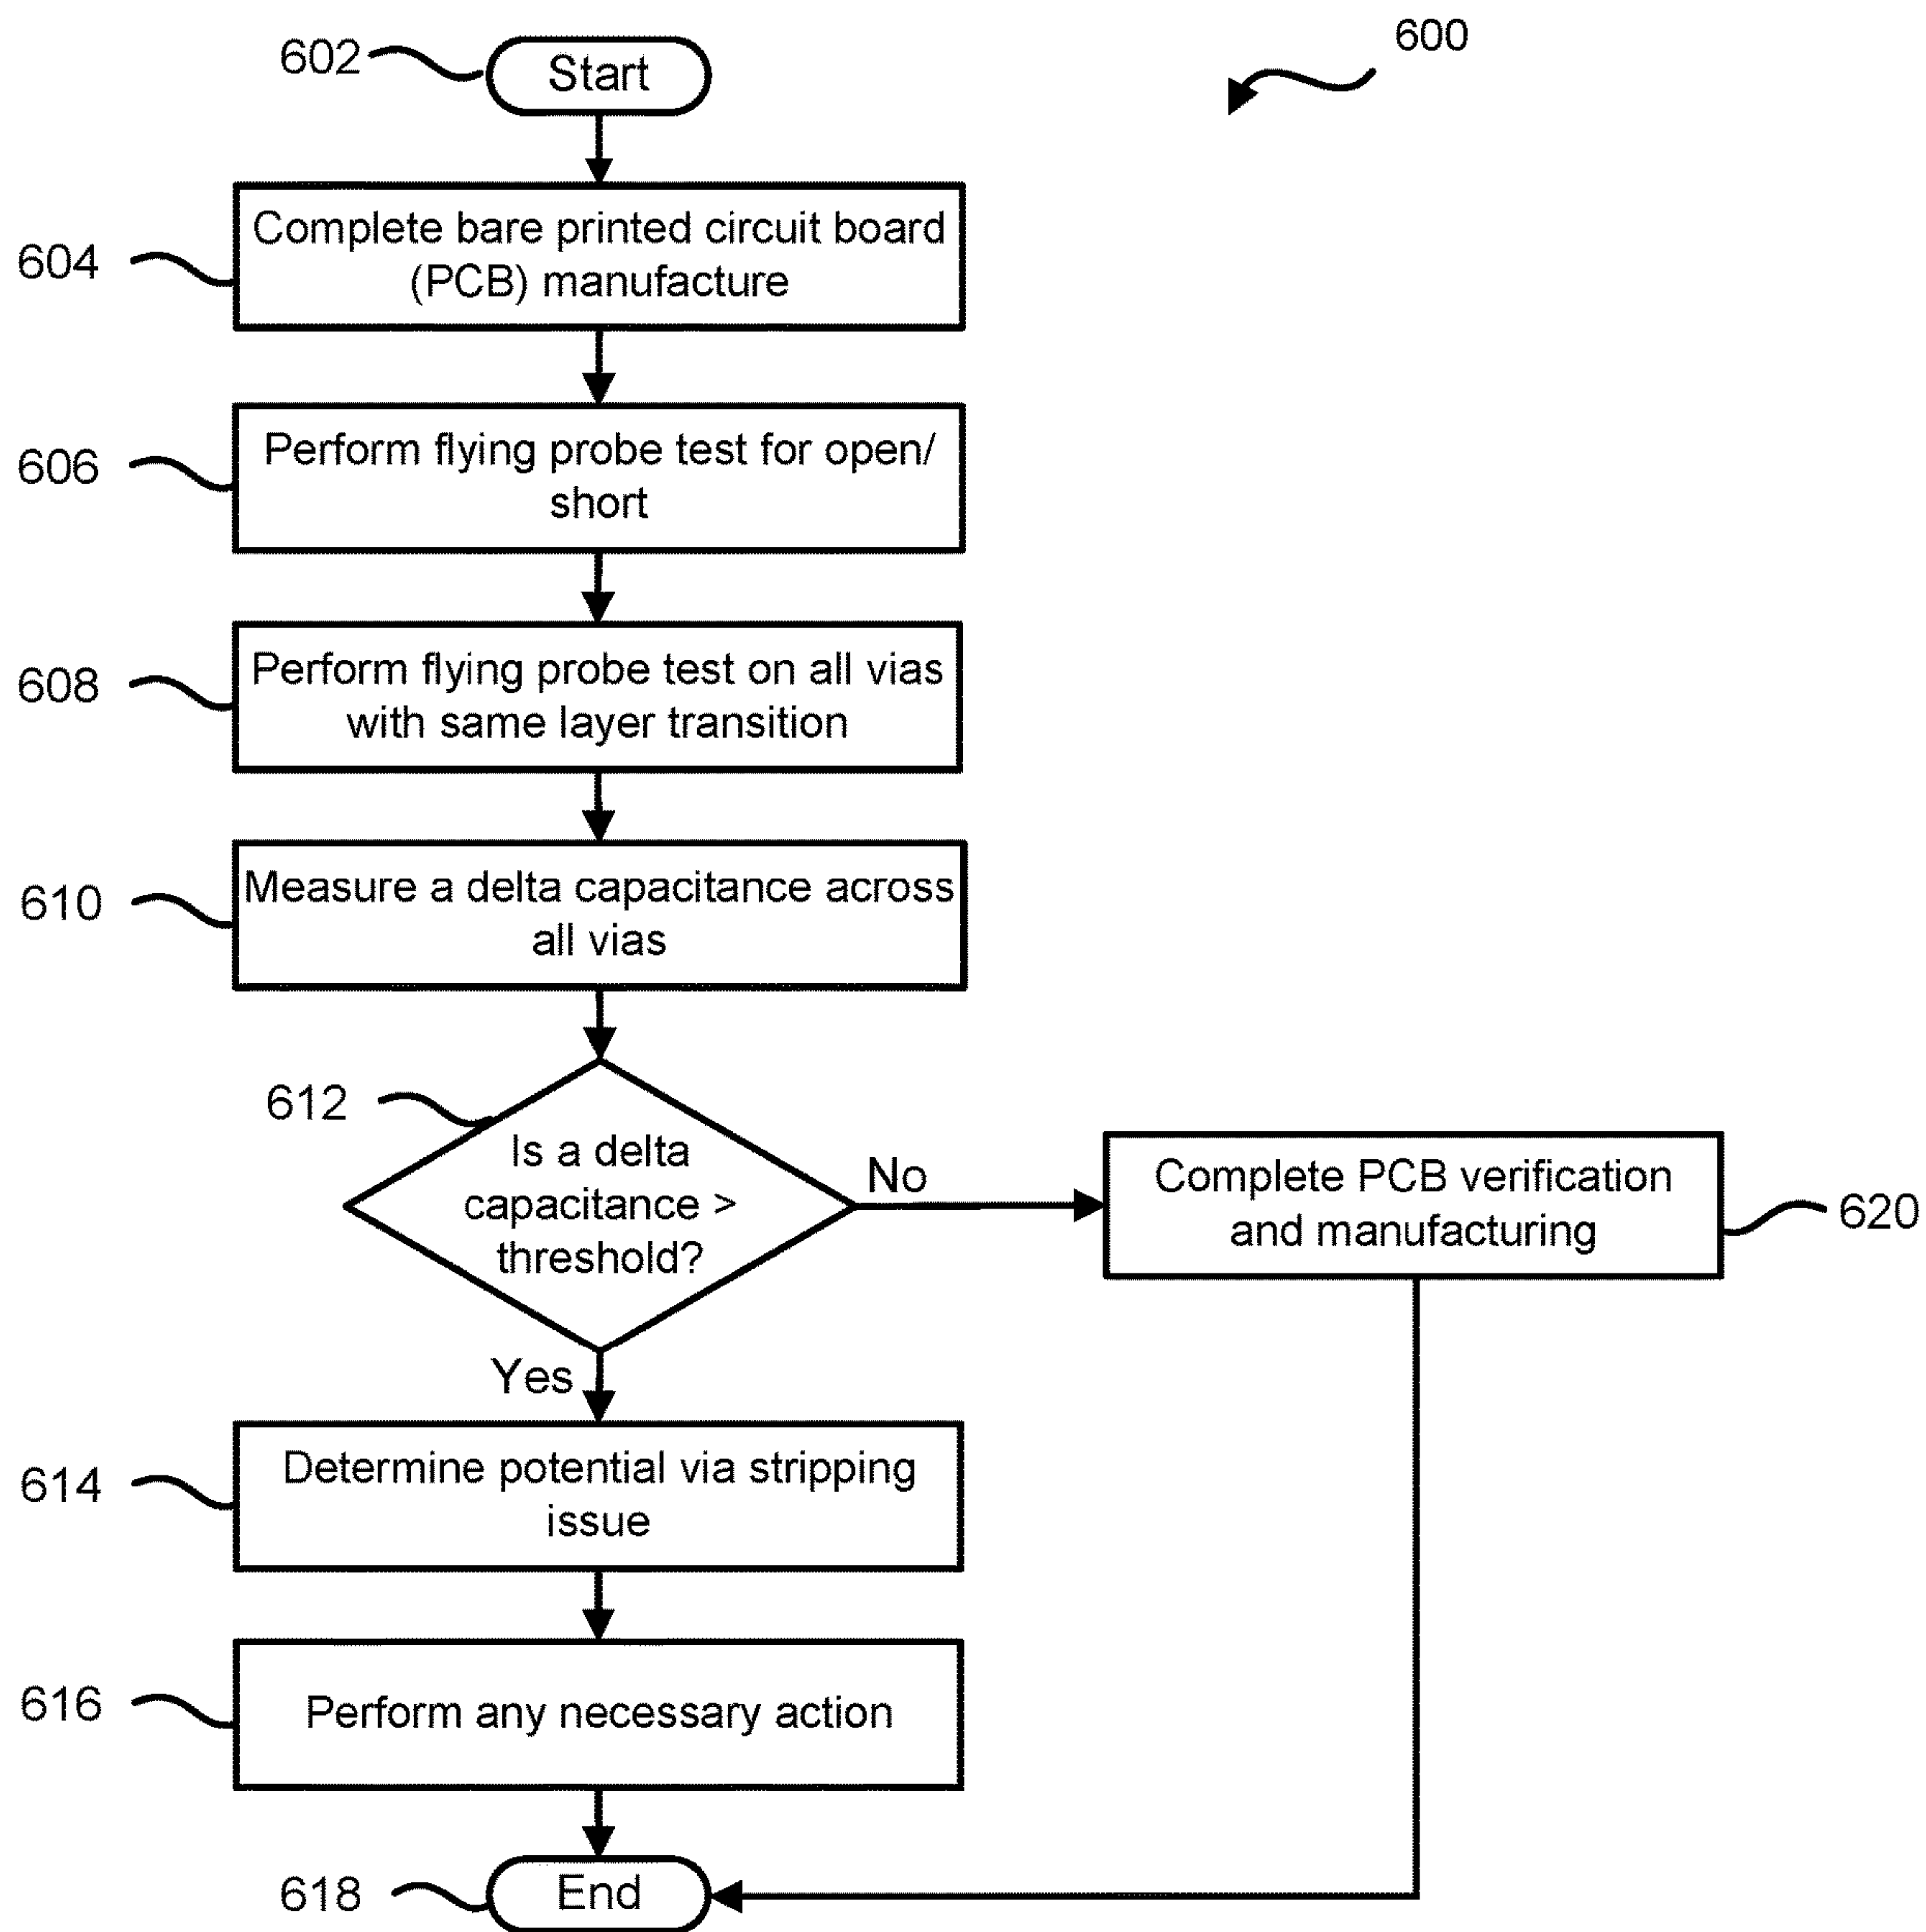 600
602
Start
604
Complete bare printed circuit board
(PCB) manufacture
606
Perform flying probe test for open/
short
608
Perform flying probe test on all vias
with same layer transition
610
Measure a delta capacitance across
all vias
612
Is a delta
capacitance >
threshold?
No
Complete PCB verification
and manufacturing
620
Yes
614
Determine potential via stripping
issue
616
Perform any necessary action
618
End